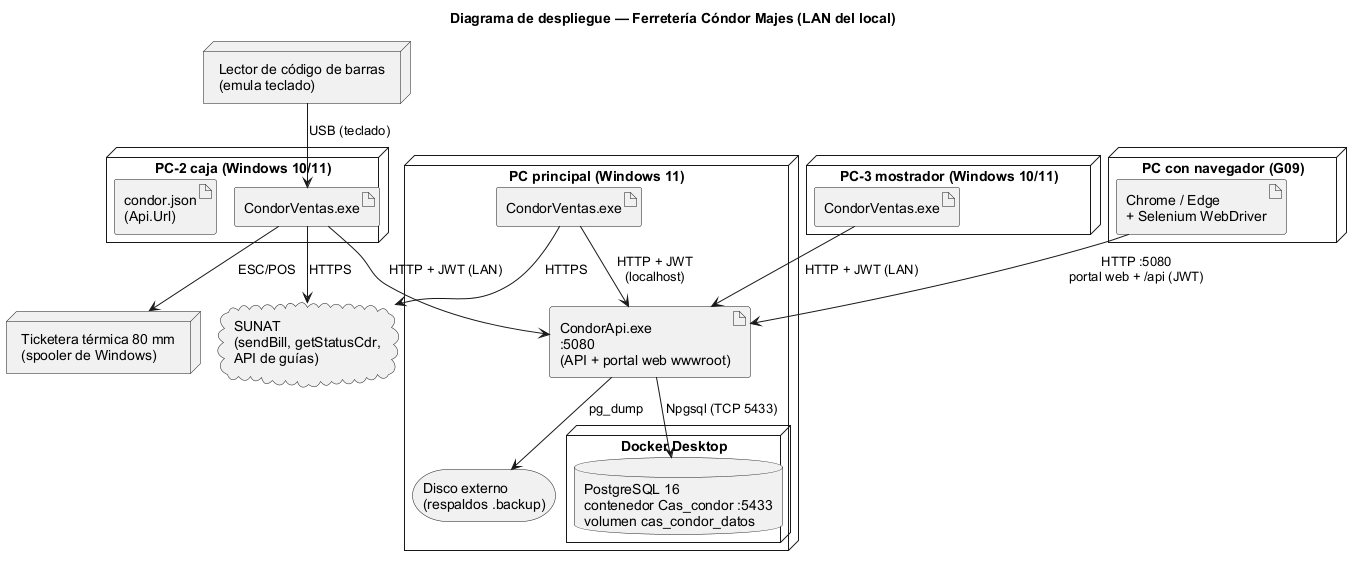 Diagrama de despliegue — Ferretería Cóndor Majes (LAN del local)
Lector de código de barras
(emula teclado)
USB (teclado)
PC-2 caja (Windows 10/11)
condor.json
(Api.Url)
CondorVentas.exe
PC principal (Windows 11)
CondorVentas.exe
PC-3 mostrador (Windows 10/11)
CondorVentas.exe
PC con navegador (G09)
Chrome / Edge
+ Selenium WebDriver
ESC/POS
HTTPS
HTTP + JWT (LAN)
HTTPS
HTTP + JWT
(localhost)
HTTP + JWT (LAN)
HTTP :5080
portal web + /api (JWT)
Ticketera térmica 80 mm
(spooler de Windows)
SUNAT
(sendBill, getStatusCdr,
API de guías)
CondorApi.exe
:5080
(API + portal web wwwroot)
pg_dump
Npgsql (TCP 5433)
Disco externo
(respaldos .backup)
Docker Desktop
PostgreSQL 16
contenedor Cas_condor :5433
volumen cas_condor_datos